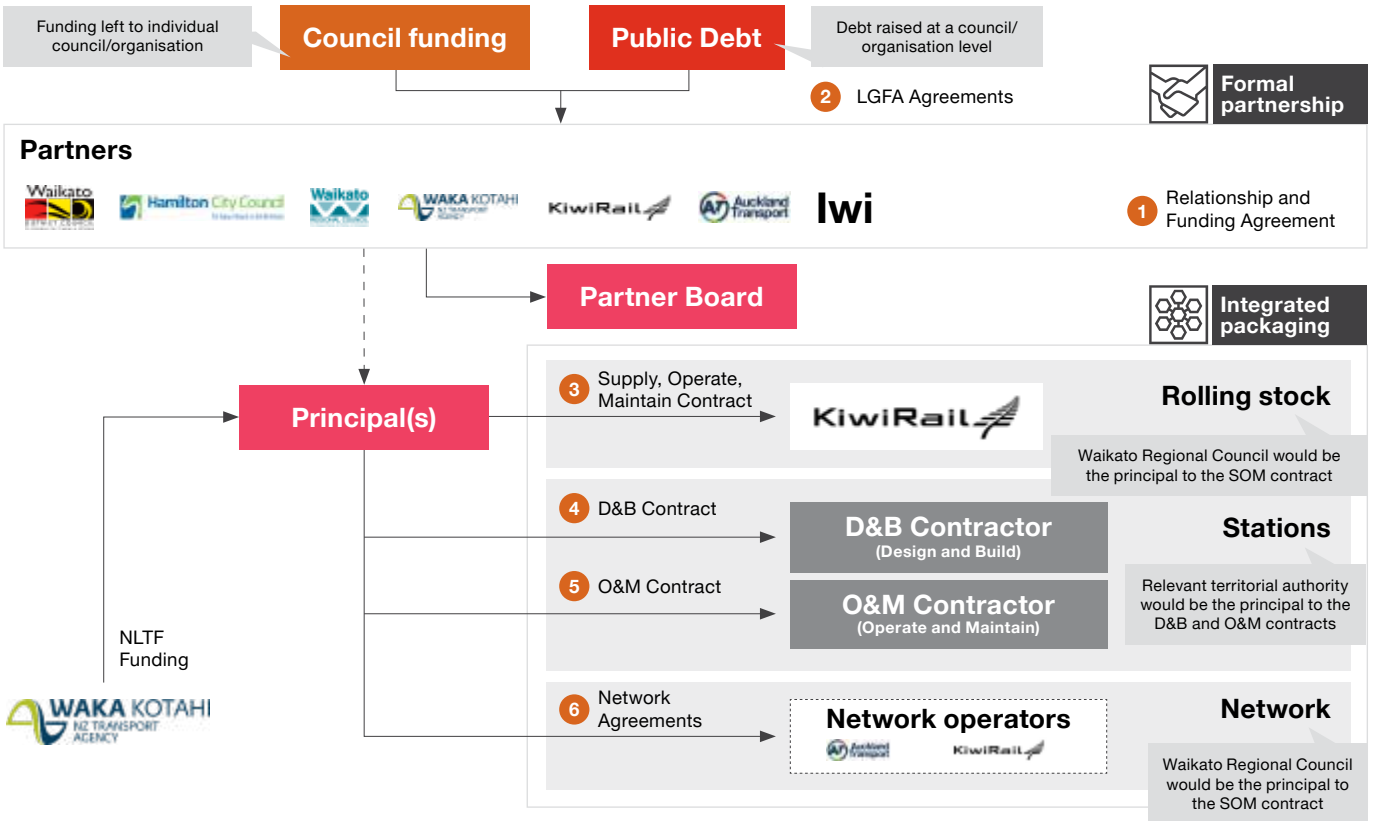 Funding left to individual
council/organisation
Council funding
Public Debt
Debt raised at a council/
organisation level
2 LGFA Agreements
Formal
partnership
Partners
Waikato
DISTRICT COUNCIL
Hamilton City Council
Waikato
REGIONAL COUNCIL
WAKA KOTAHI
NZ TRANSPORT
AGENCY
KiwiRail
AT Auckland
Transport
Iwi
1 Relationship and
Funding Agreement
Partner Board
Integrated
packaging
Principal(s)
3 Supply, Operate,
Maintain Contract
KiwiRail
Rolling stock
Waikato Regional Council would be
the principal to the SOM contract
4 D&B Contract
D&B Contractor
(Design and Build)
Stations
5 O&M Contract
O&M Contractor
(Operate and Maintain)
Relevant territorial authority
would be the principal to the
D&B and O&M contracts
NLTF
Funding
WAKA KOTAHI
NZ TRANSPORT
AGENCY
6 Network
Agreements
Network operators
AT Auckland
Transport
KiwiRail
Network
Waikato Regional Council
would be the principal to
the SOM contract